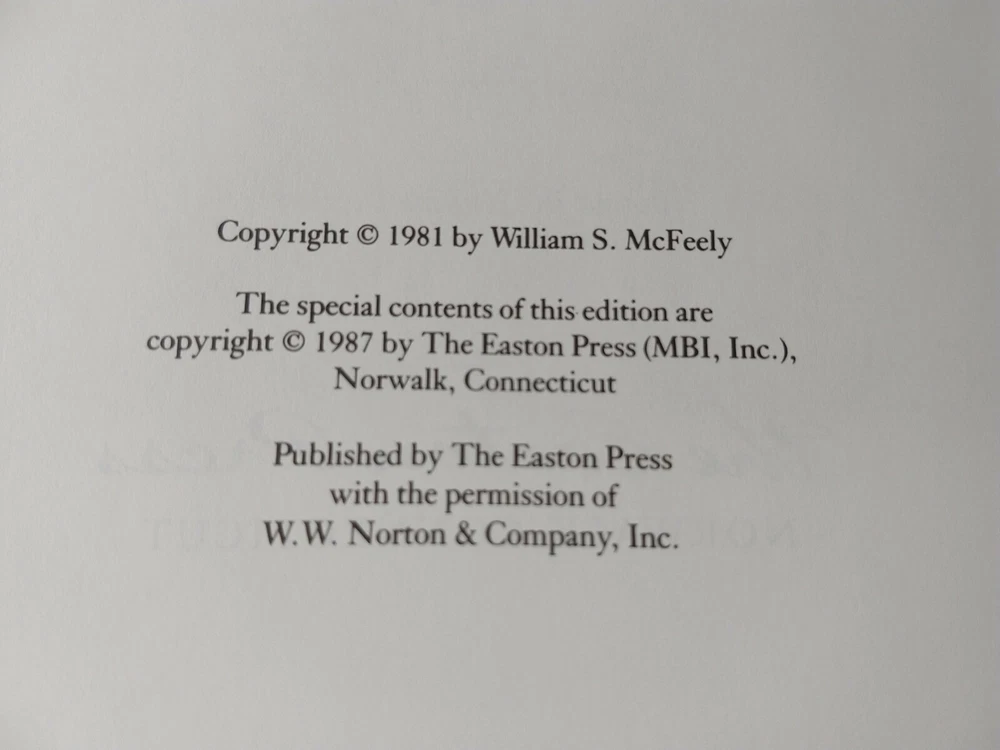 Copyright © 1981 by William S. McFeely
The special contents of this edition are
copyright © 1987 by The Easton Press (MBI, Inc.),
Norwalk, Connecticut
Published by The Easton Press
with the permission of
W.W. Norton & Company, Inc.